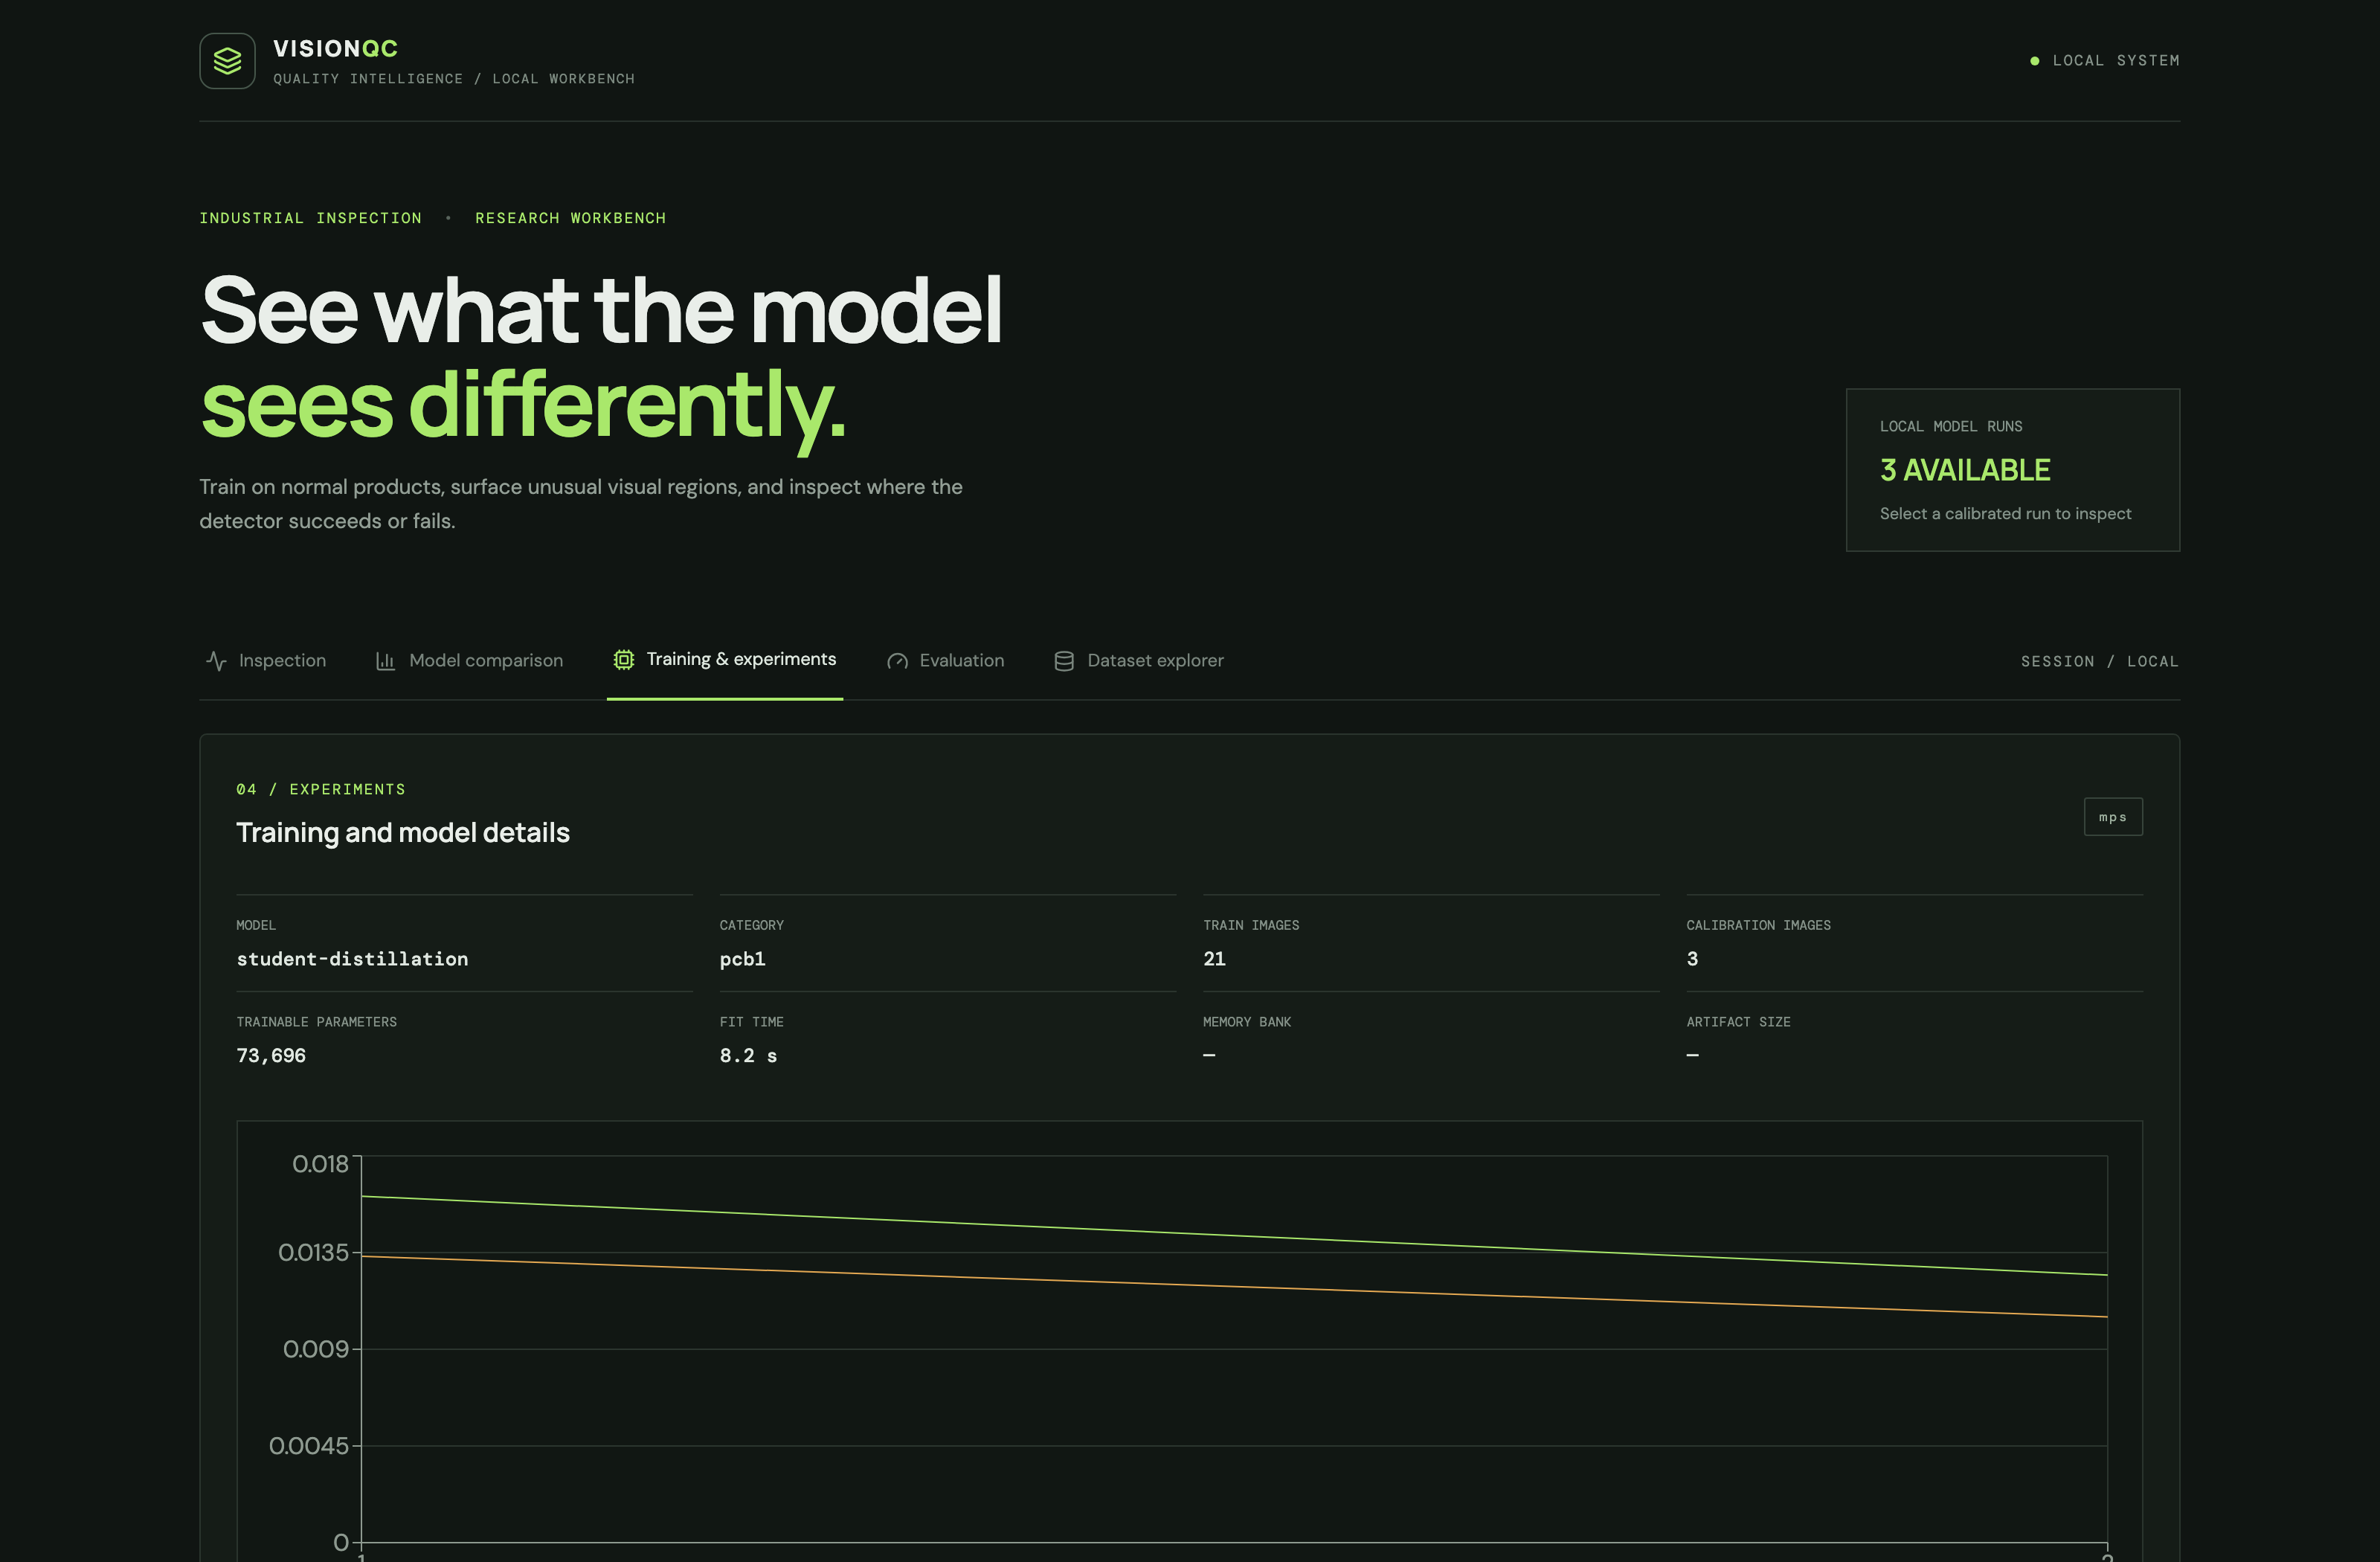 VISIONQC
QUALITY INTELLIGENCE / LOCAL WORKBENCH
LOCAL SYSTEM
INDUSTRIAL INSPECTION • RESEARCH WORKBENCH
See what the model
sees differently.
Train on normal products, surface unusual visual regions, and inspect where the
detector succeeds or fails.
LOCAL MODEL RUNS
3 AVAILABLE
Select a calibrated run to inspect
Inspection
Model comparison
Training & experiments
Evaluation
Dataset explorer
SESSION / LOCAL
04 / EXPERIMENTS
Training and model details
mps
MODEL
student-distillation
CATEGORY
pcb1
TRAIN IMAGES
21
CALIBRATION IMAGES
3
TRAINABLE PARAMETERS
73,696
FIT TIME
8.2 s
MEMORY BANK
—
ARTIFACT SIZE
—
0.018
0.0135
0.009
0.0045
0